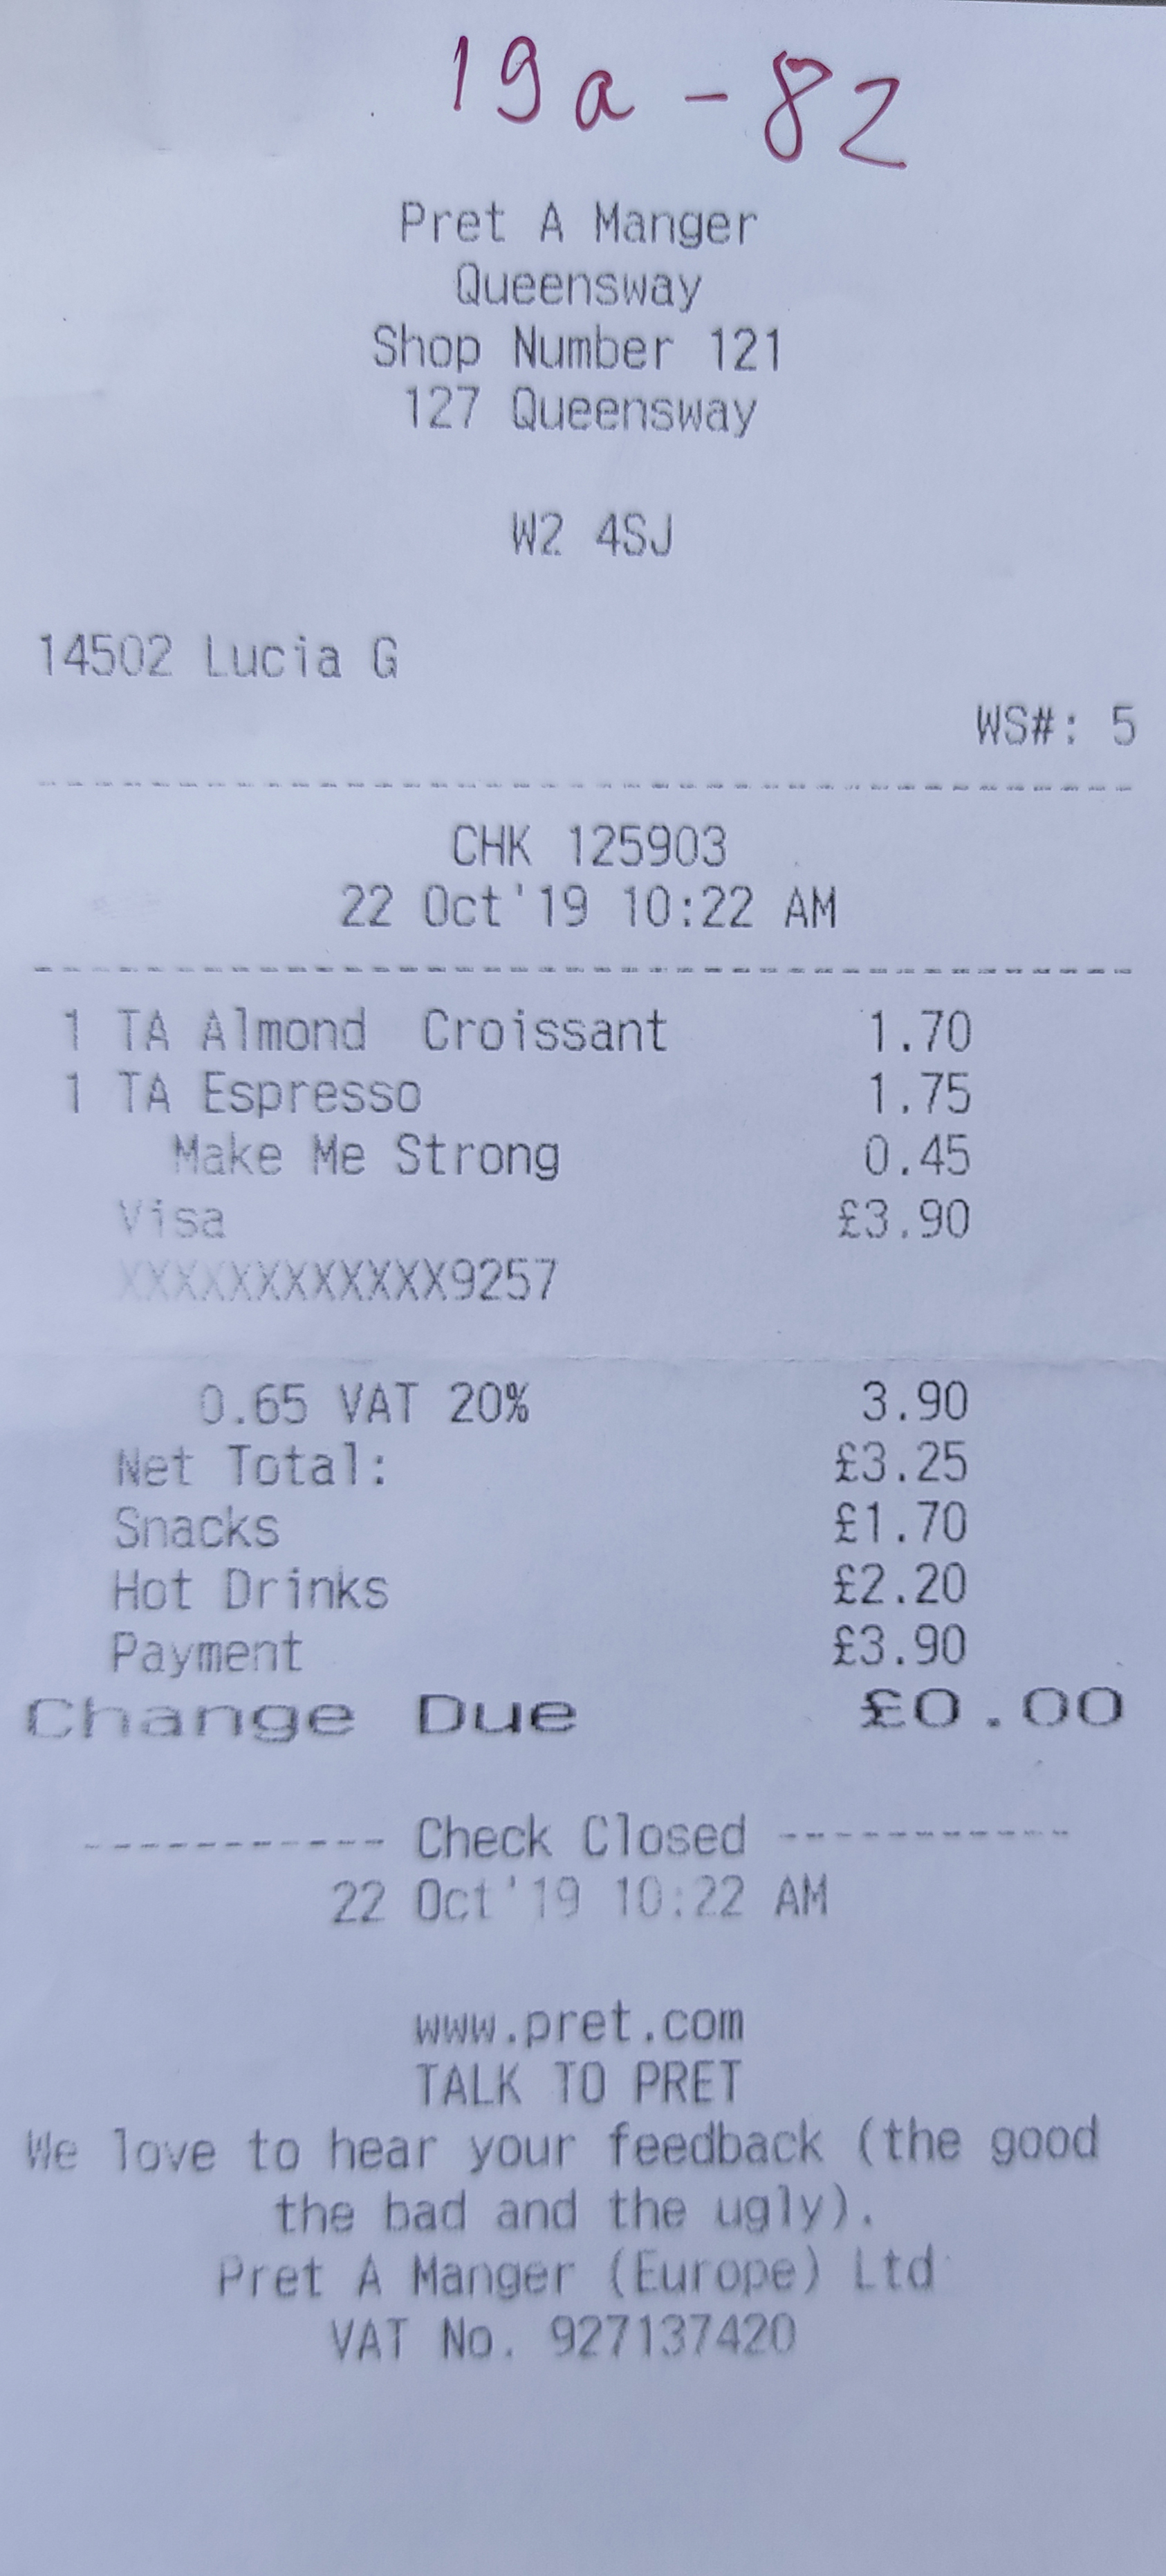 19a - 82
Pret A Manger
Queensway
Shop Number 121
127 Queensway
W2 4SJ
14502 Lucia G
WS#: 5
CHK 125903
22 Oct'19 10:22 AM
1 TA Almond Croissant 1.70
1 TA Espresso 1.75
Make Me Strong 0.45
Visa £3.90
XXXXXXXXXXXX9257
0.65 VAT 20% 3.90
Net Total: £3.25
Snacks £1.70
Hot Drinks £2.20
Payment £3.90
Change Due £0.00
----------- Check Closed -----------
22 Oct'19 10:22 AM
www.pret.com
TALK TO PRET
We love to hear your feedback (the good
the bad and the ugly).
Pret A Manger (Europe) Ltd
VAT No. 927137420